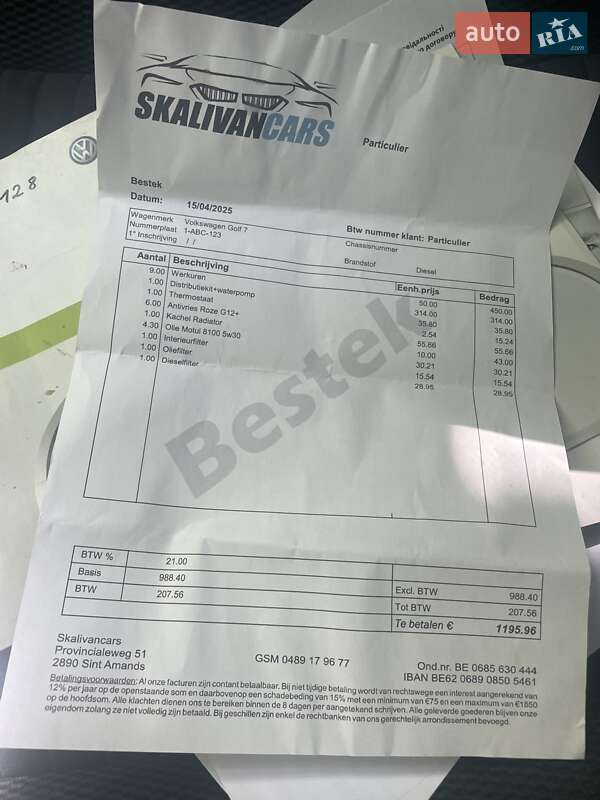 auto RIA.com
відальності
о договору
128
SKALIVANCARS
Particulier
Bestek
Datum: 15/04/2025
Wagenmerk Volkswagen Golf 7
Nummerplaat 1-ABC-123
1° Inschrijving / /
Btw nummer klant: Particulier
Chassisnummer
Brandstof Diesel
Aantal Beschrijving Eenh.prijs Bedrag
9.00 Werkuren 50.00 450.00
1.00 Distributiekit+waterpomp 314.00 314.00
1.00 Thermostaat 35.80 35.80
6.00 Antivries Roze G12+ 2.54 15.24
1.00 Kachel Radiator 55.66 55.66
4.30 Olie Motul 8100 5w30 10.00 43.00
1.00 Interieurfilter 30.21 30.21
1.00 Oliefilter 15.54 15.54
1.00 Dieselfilter 28.95 28.95
Bestek
BTW % 21.00
Basis 988.40
BTW 207.56
Excl. BTW 988.40
Tot BTW 207.56
Te betalen € 1195.96
Skalivancars
Provincialeweg 51
2890 Sint Amands
GSM 0489 17 96 77
Ond.nr. BE 0685 630 444
IBAN BE62 0689 0850 5461
Betalingsvoorwaarden: Al onze facturen zijn contant betaalbaar. Bij niet tijdige betaling wordt van rechtswege een interest aangerekend van
12% per jaar op de openstaande som en daarbovenop een schadebeding van 15% met een minimum van €75 en een maximum van €1850
op de hoofdsom. Alle klachten dienen ons te bereiken binnen de 8 dagen per aangetekend schrijven. Alle geleverde goederen blijven onze
eigendom zolang ze niet volledig zijn betaald. Bij geschillen zijn enkel de rechtbanken van ons gerechtelijk arrondissement bevoegd.